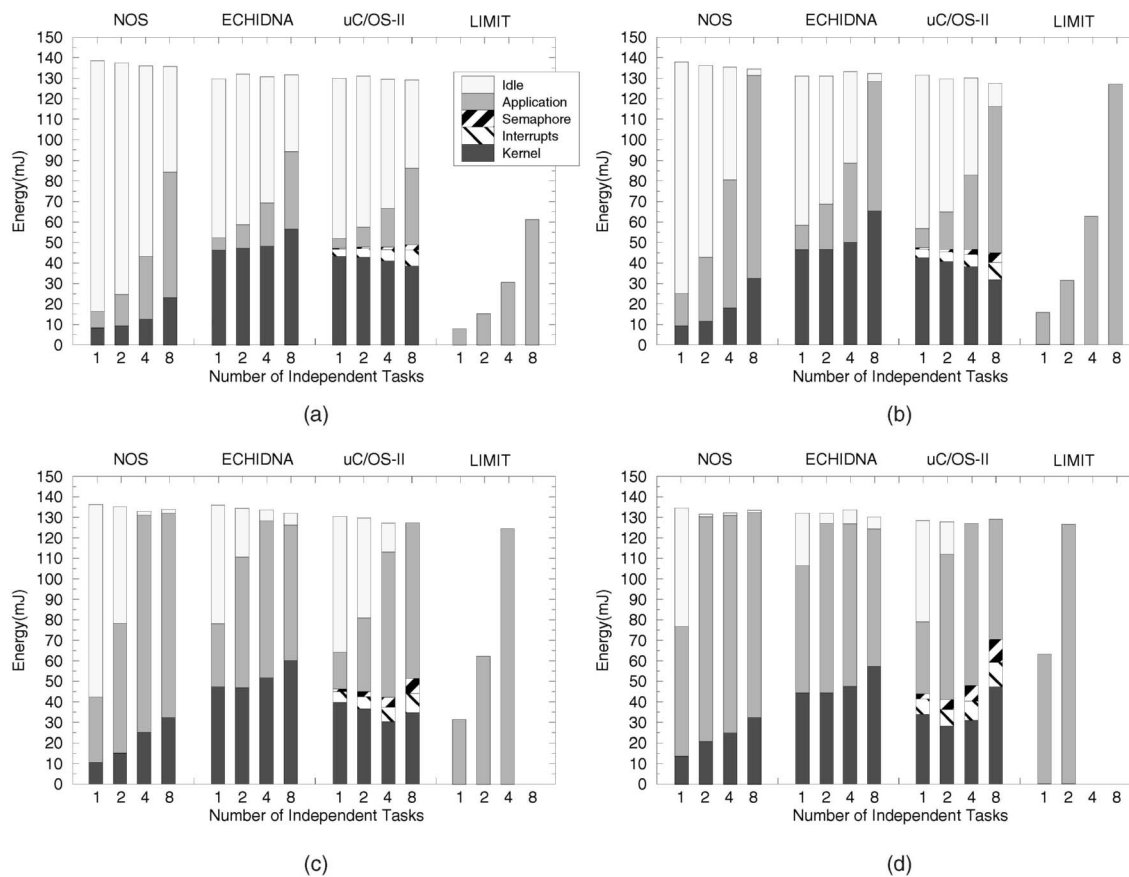 NOS ECHIDNA uC/OS-II LIMIT
150
140
130
120
110
100
90
80
70
60
50
40
30
20
10
0
Energy(mJ)
Idle
Application
Semaphore
Interrupts
Kernel
1 2 4 8 1 2 4 8 1 2 4 8 1 2 4 8
Number of Independent Tasks
(a)
NOS ECHIDNA uC/OS-II LIMIT
150
140
130
120
110
100
90
80
70
60
50
40
30
20
10
0
Energy(mJ)
1 2 4 8 1 2 4 8 1 2 4 8 1 2 4 8
Number of Independent Tasks
(b)
NOS ECHIDNA uC/OS-II LIMIT
150
140
130
120
110
100
90
80
70
60
50
40
30
20
10
0
Energy(mJ)
1 2 4 8 1 2 4 8 1 2 4 8 1 2 4 8
Number of Independent Tasks
(c)
NOS ECHIDNA uC/OS-II LIMIT
150
140
130
120
110
100
90
80
70
60
50
40
30
20
10
0
Energy(mJ)
1 2 4 8 1 2 4 8 1 2 4 8 1 2 4 8
Number of Independent Tasks
(d)